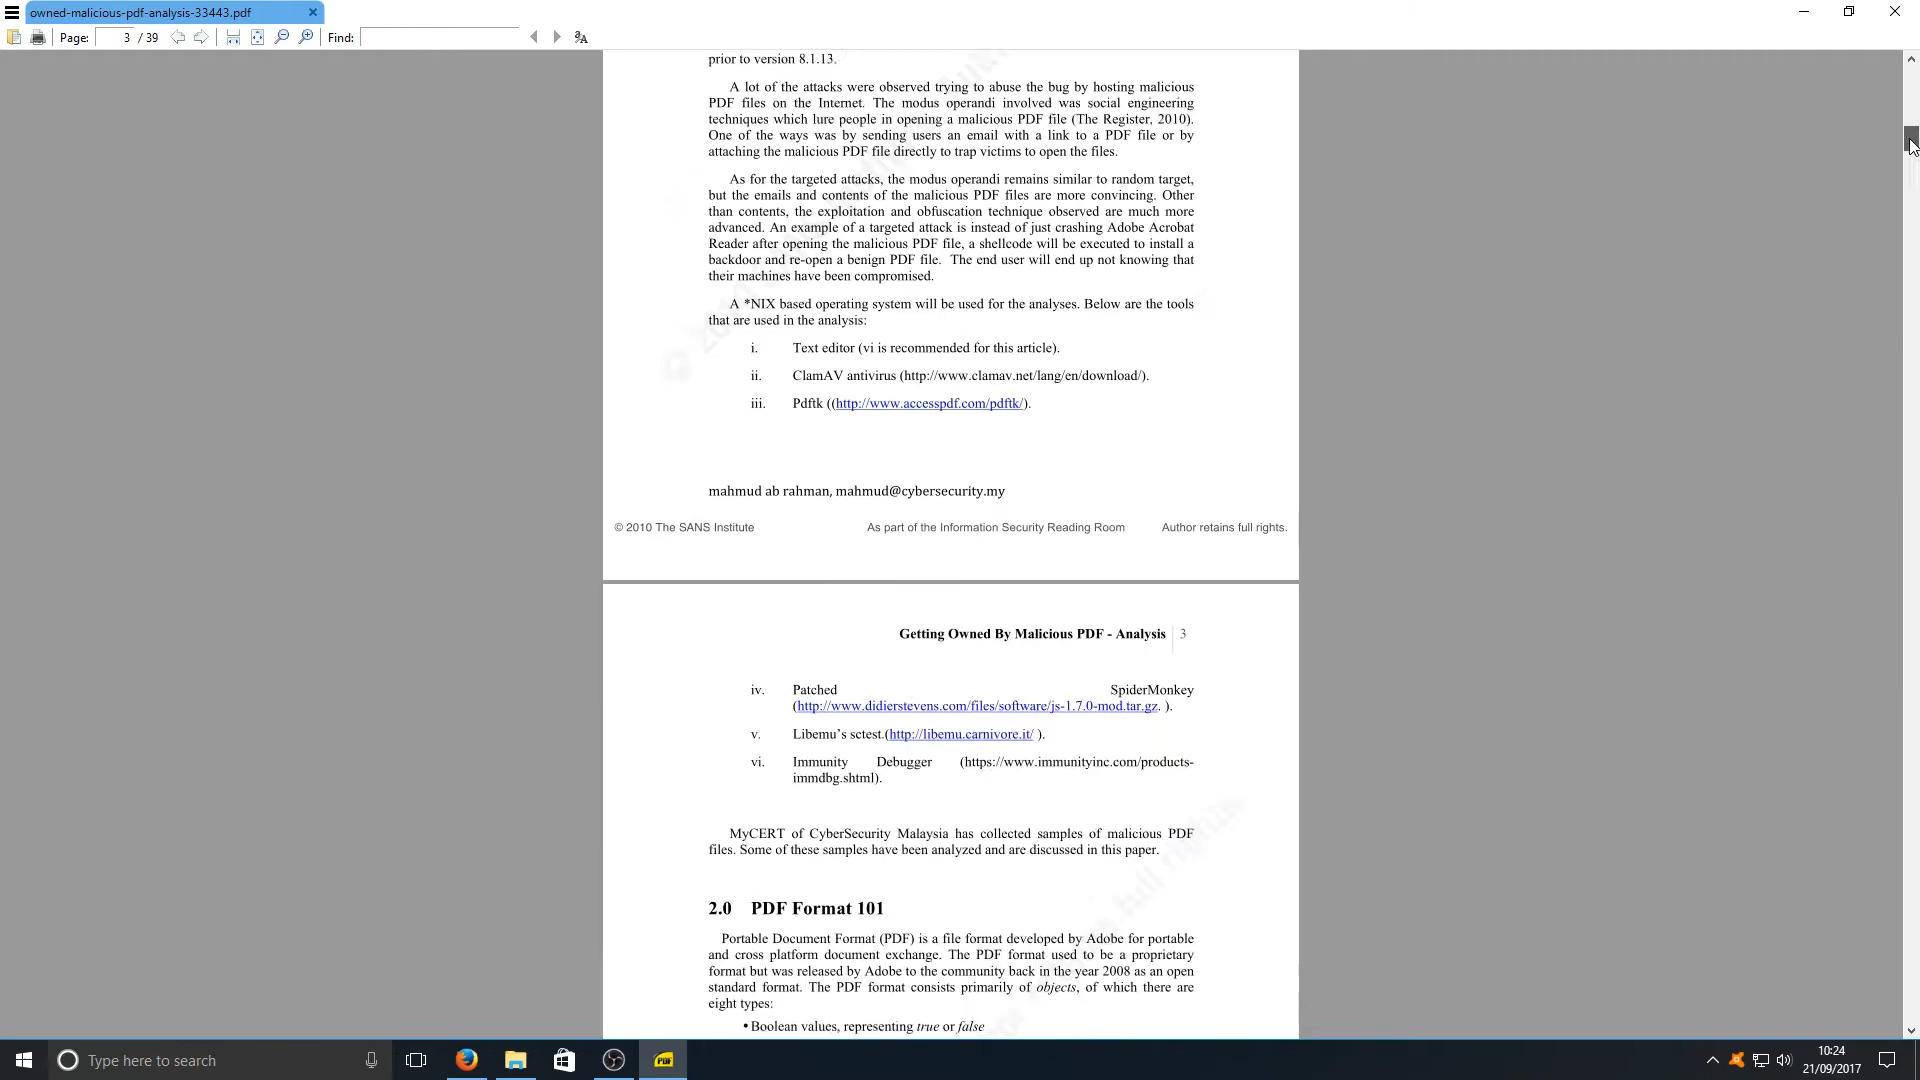 owned-malicious-pdf-analysis-33443.pdf
Page: 3 / 39 Find:
prior to version 8.1.13.
A lot of the attacks were observed trying to abuse the bug by hosting malicious
PDF files on the Internet. The modus operandi involved was social engineering
techniques which lure people in opening a malicious PDF file (The Register, 2010).
One of the ways was by sending users an email with a link to a PDF file or by
attaching the malicious PDF file directly to trap victims to open the files.
As for the targeted attacks, the modus operandi remains similar to random target,
but the emails and contents of the malicious PDF files are more convincing. Other
than contents, the exploitation and obfuscation technique observed are much more
advanced. An example of a targeted attack is instead of just crashing Adobe Acrobat
Reader after opening the malicious PDF file, a shellcode will be executed to install a
backdoor and re-open a benign PDF file. The end user will end up not knowing that
their machines have been compromised.
A *NIX based operating system will be used for the analyses. Below are the tools
that are used in the analysis:
i. Text editor (vi is recommended for this article).
ii. ClamAV antivirus (http://www.clamav.net/lang/en/download/).
iii. Pdftk ((http://www.accesspdf.com/pdftk/).
mahmud ab rahman, mahmud@cybersecurity.my
© 2010 The SANS Institute As part of the Information Security Reading Room Author retains full rights.
Getting Owned By Malicious PDF - Analysis 3
iv. Patched SpiderMonkey
(http://www.didierstevens.com/files/software/js-1.7.0-mod.tar.gz. ).
v. Libemu’s sctest.(http://libemu.carnivore.it/ ).
vi. Immunity Debugger (https://www.immunityinc.com/products-
immdbg.shtml).
MyCERT of CyberSecurity Malaysia has collected samples of malicious PDF
files. Some of these samples have been analyzed and are discussed in this paper.
2.0 PDF Format 101
Portable Document Format (PDF) is a file format developed by Adobe for portable
and cross platform document exchange. The PDF format used to be a proprietary
format but was released by Adobe to the community back in the year 2008 as an open
standard format. The PDF format consists primarily of objects, of which there are
eight types:
• Boolean values, representing true or false
Type here to search
PDF
10:24
21/09/2017